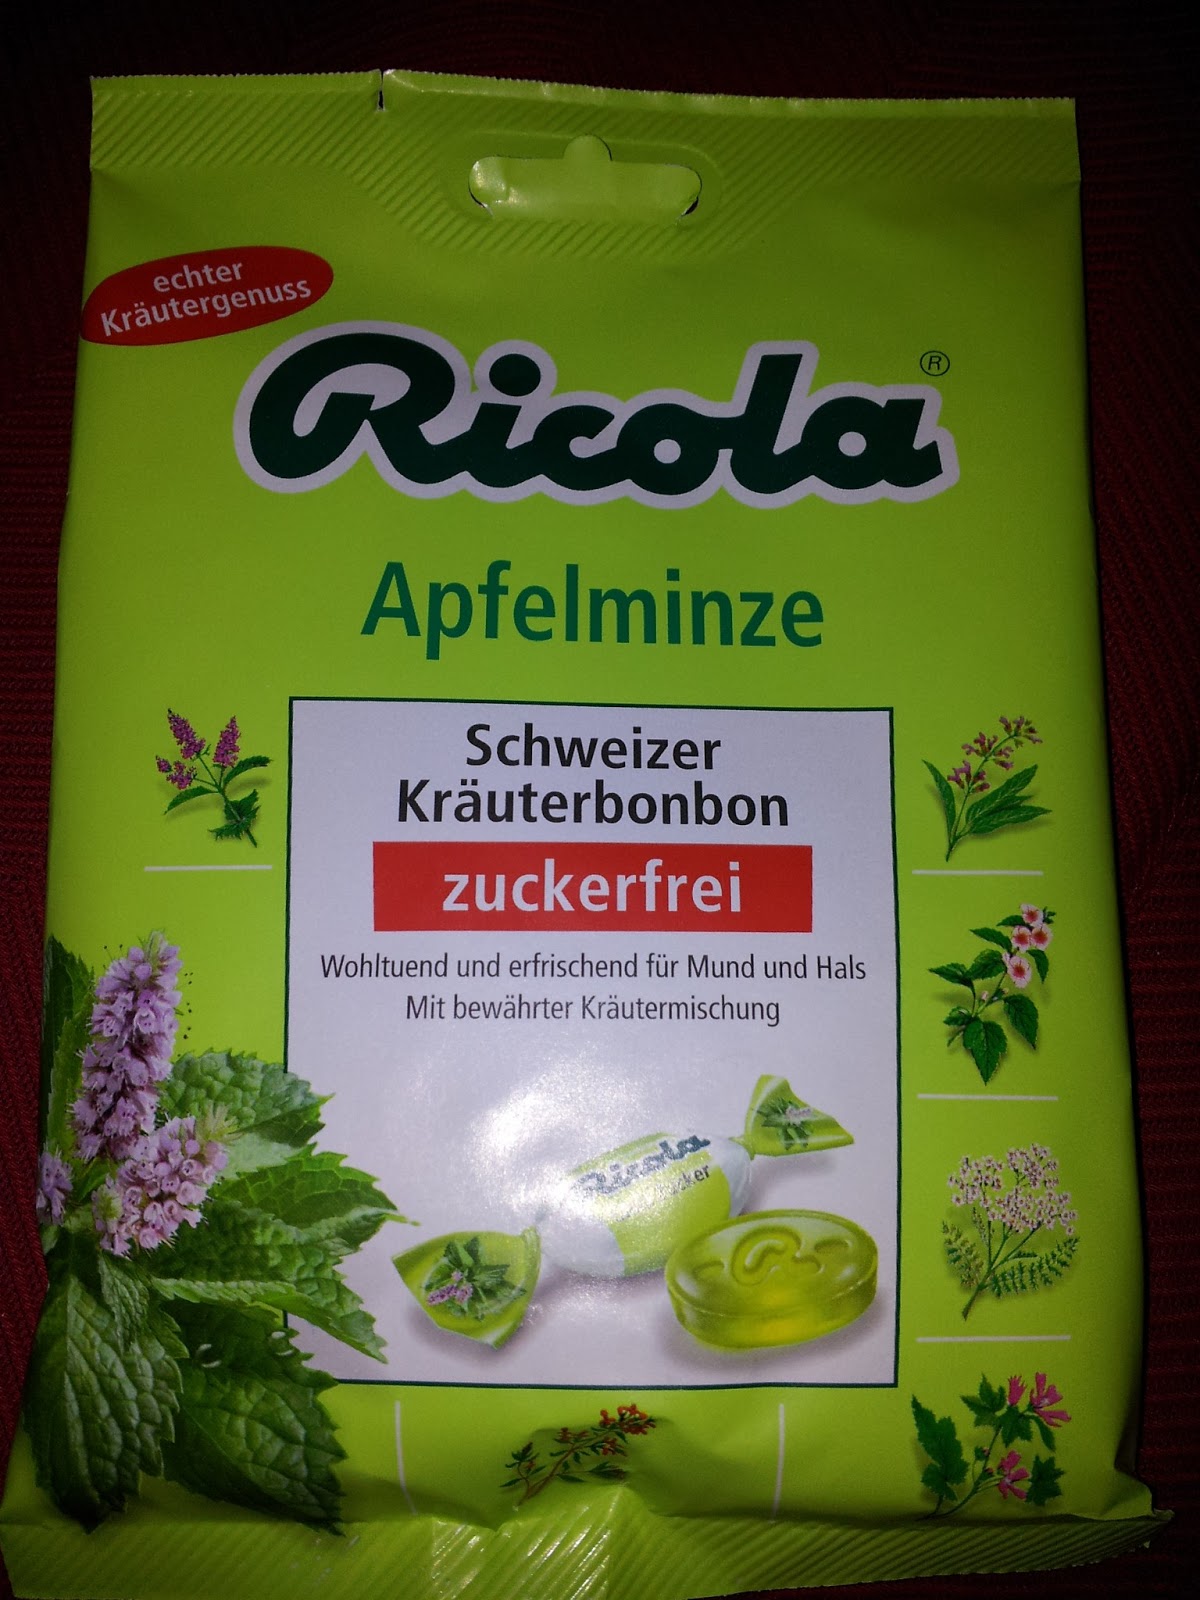 echter
Kräutergenuss
Ricola®
Apfelminze
Schweizer
Kräuterbonbon
zuckerfrei
Wohltuend und erfrischend für Mund und Hals
Mit bewährter Kräutermischung
Ricola